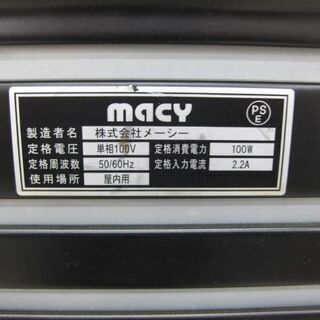 macy
PS
E
製造者名 株式会社メーシー
定格電圧 単相100V 定格消費電力 100W
定格周波数 50/60Hz 定格入力電流 2.2A
使用場所 屋内用